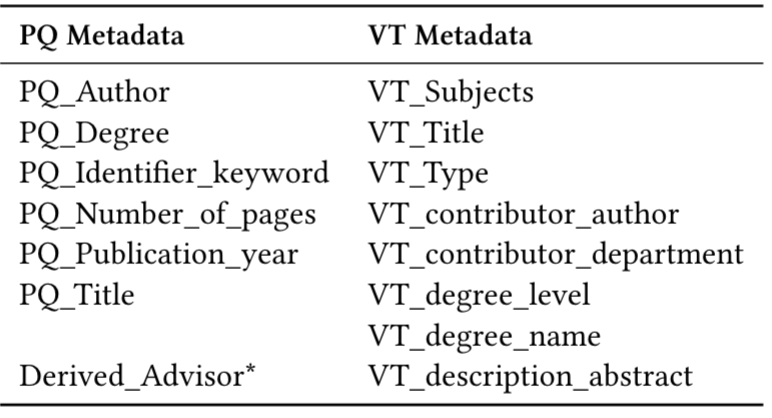 PQ Metadata VT Metadata
PQ_Author VT_Subjects
PQ_Degree VT_Title
PQ_Identifier_keyword VT_Type
PQ_Number_of_pages VT_contributor_author
PQ_Publication_year VT_contributor_department
PQ_Title VT_degree_level
VT_degree_name
Derived_Advisor* VT_description_abstract